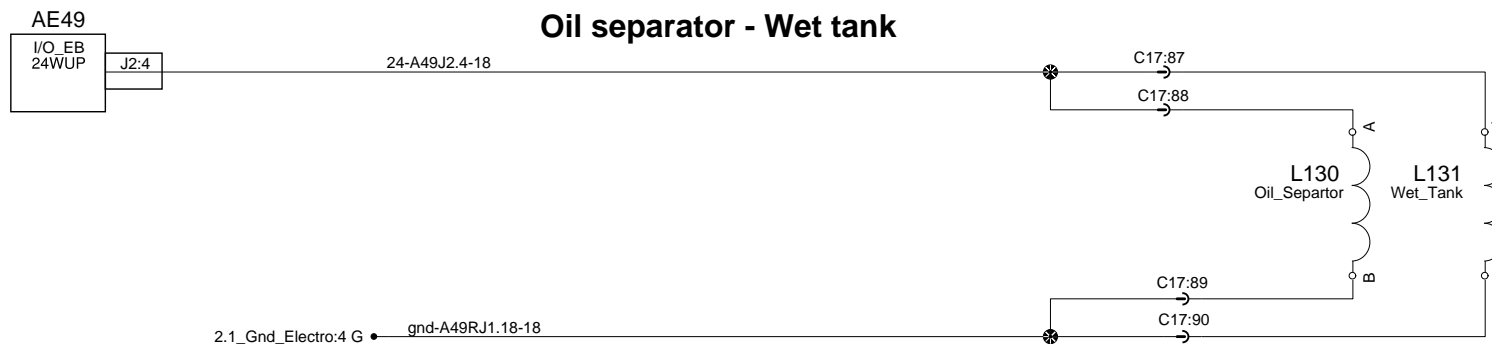 Oil separator - Wet tank
AE49
I/O_EB
24WUP
J2:4
24-A49J2.4-18
C17:87
C17:88
A
L130
Oil_Separtor
L131
Wet_Tank
B
C17:89
C17:90
2.1_Gnd_Electro:4 G
gnd-A49RJ1.18-18